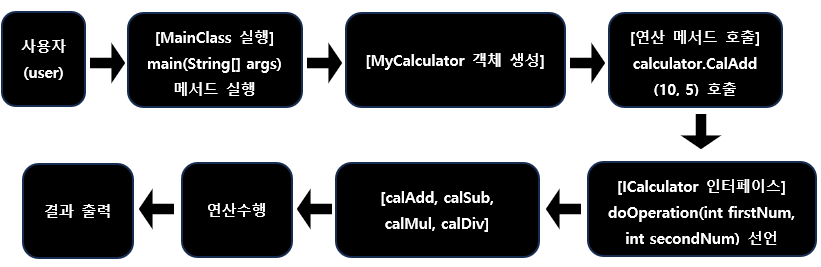 사용자
(user)
[MainClass 실행]
main(String[] args)
메서드 실행
[MyCalculator 객체 생성]
[연산 메서드 호출]
calculator.CalAdd
(10, 5) 호출
[ICalculator 인터페이스]
doOperation(int firstNum,
int secondNum) 선언
[calAdd, calSub,
calMul, calDiv]
연산수행
결과 출력